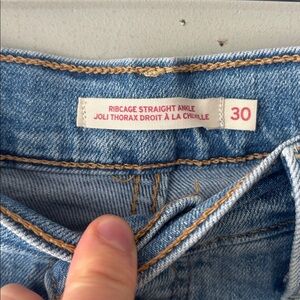 RIBCAGE STRAIGHT ANKLE
JOLI THORAX DROIT À LA CHEVILLE
30